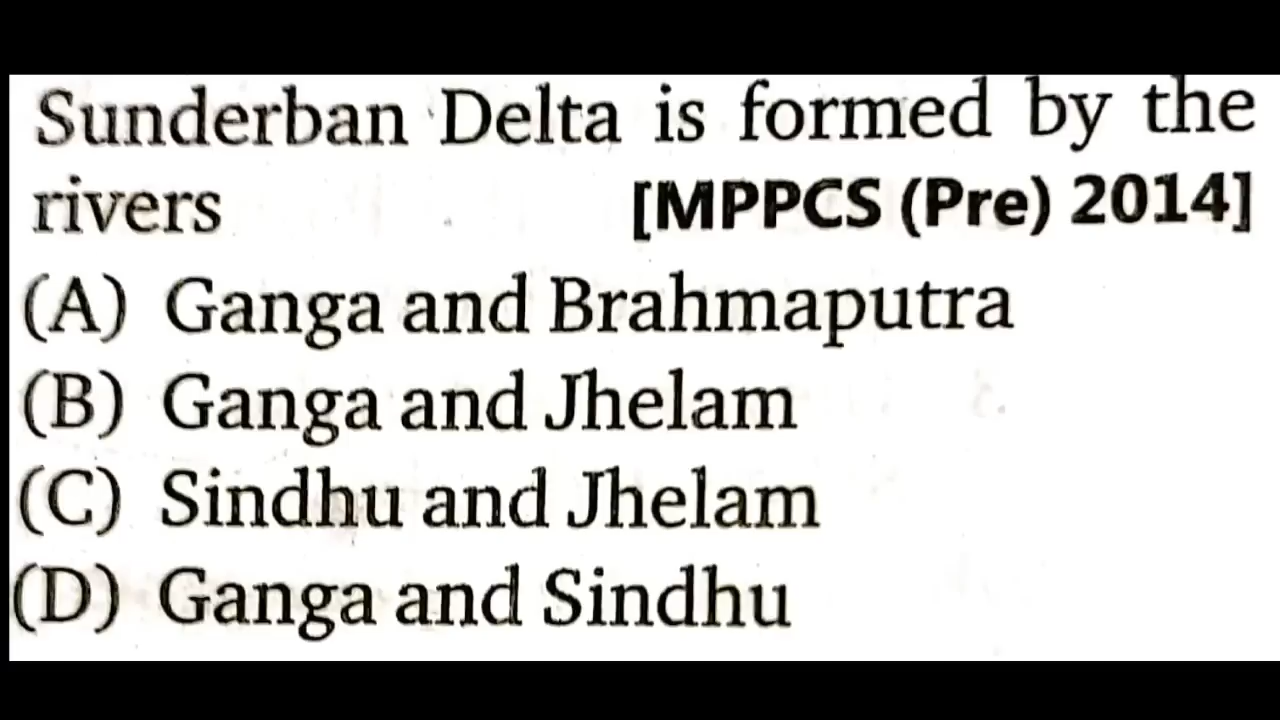 Sunderban Delta is formed by the
rivers [MPPCS (Pre) 2014]
(A) Ganga and Brahmaputra
(B) Ganga and Jhelam
(C) Sindhu and Jhelam
(D) Ganga and Sindhu